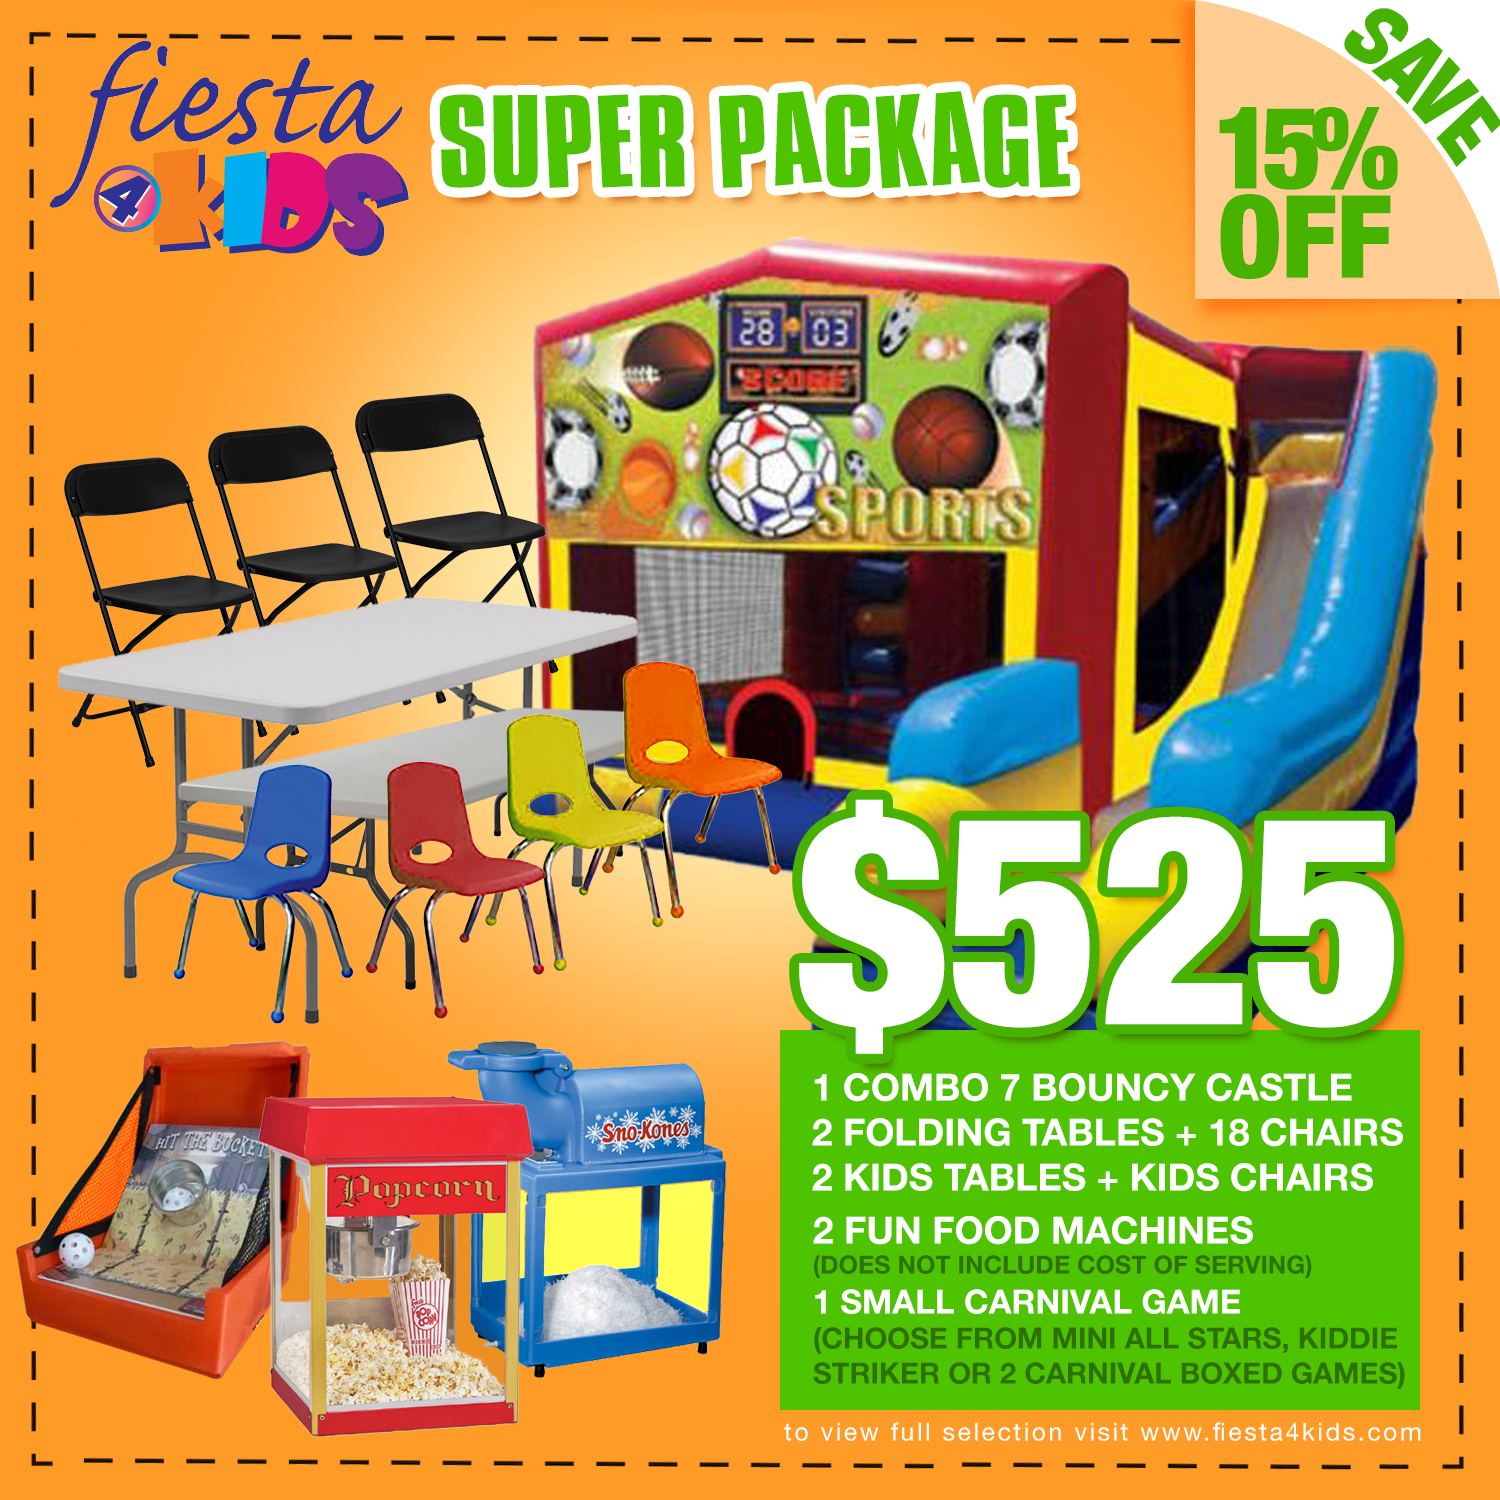 fiesta
4KIDS
SUPER PACKAGE
SAVE
15%
OFF
28 03
SCORE
SPORTS
$525
1 COMBO 7 BOUNCY CASTLE
2 FOLDING TABLES + 18 CHAIRS
2 KIDS TABLES + KIDS CHAIRS
2 FUN FOOD MACHINES
(DOES NOT INCLUDE COST OF SERVING)
1 SMALL CARNIVAL GAME
(CHOOSE FROM MINI ALL STARS, KIDDIE
STRIKER OR 2 CARNIVAL BOXED GAMES)
to view full selection visit www.fiesta4kids.com
HIT THE BUCKET
Popcorn
POP
CORN
Sno-Kones